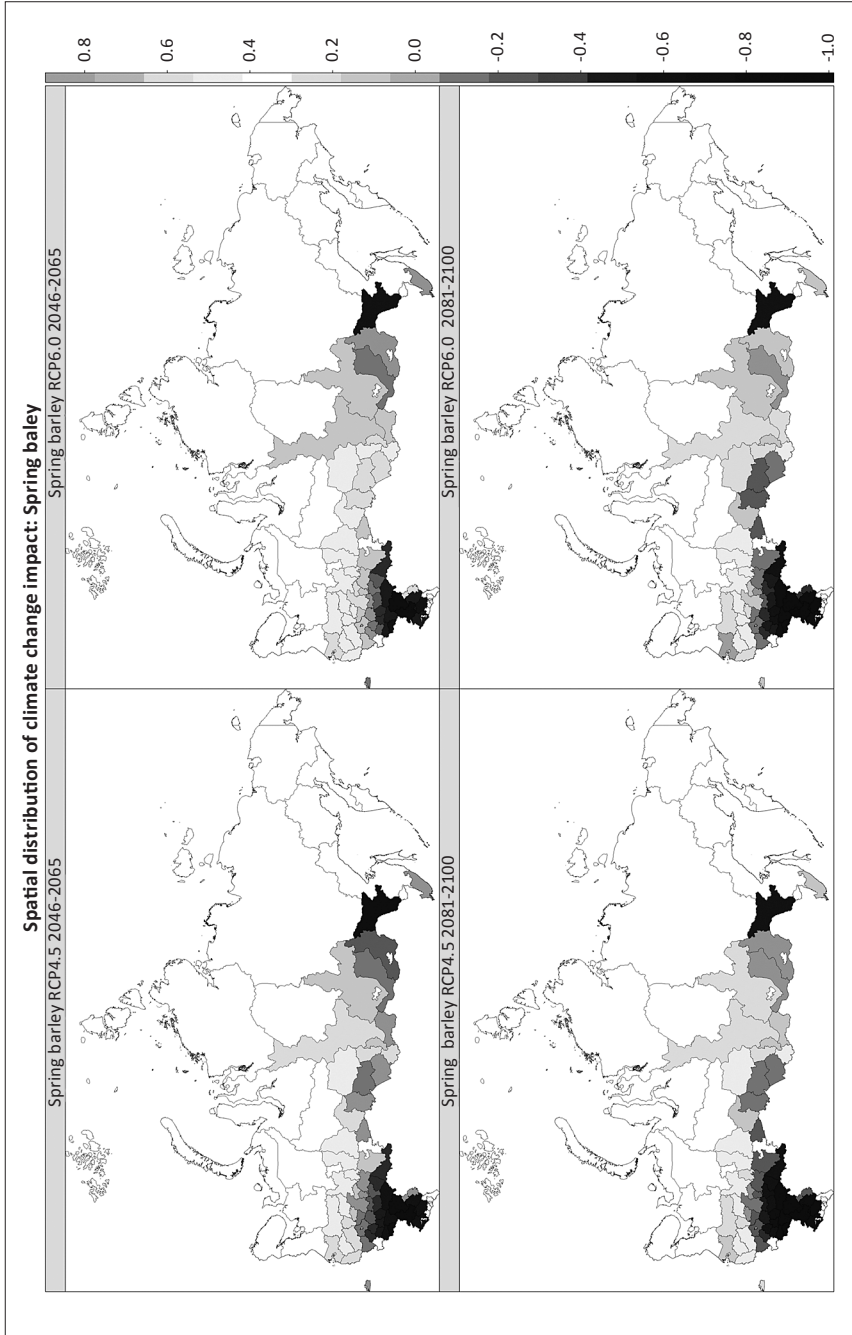 Spatial distribution of climate change impact: Spring baley
Spring barley RCP4.5 2046-2065
Spring barley RCP6.0 2046-2065
Spring barley RCP4.5 2081-2100
Spring barley RCP6.0 2081-2100
0.8
0.6
0.4
0.2
0.0
-0.2
-0.4
-0.6
-0.8
-1.0